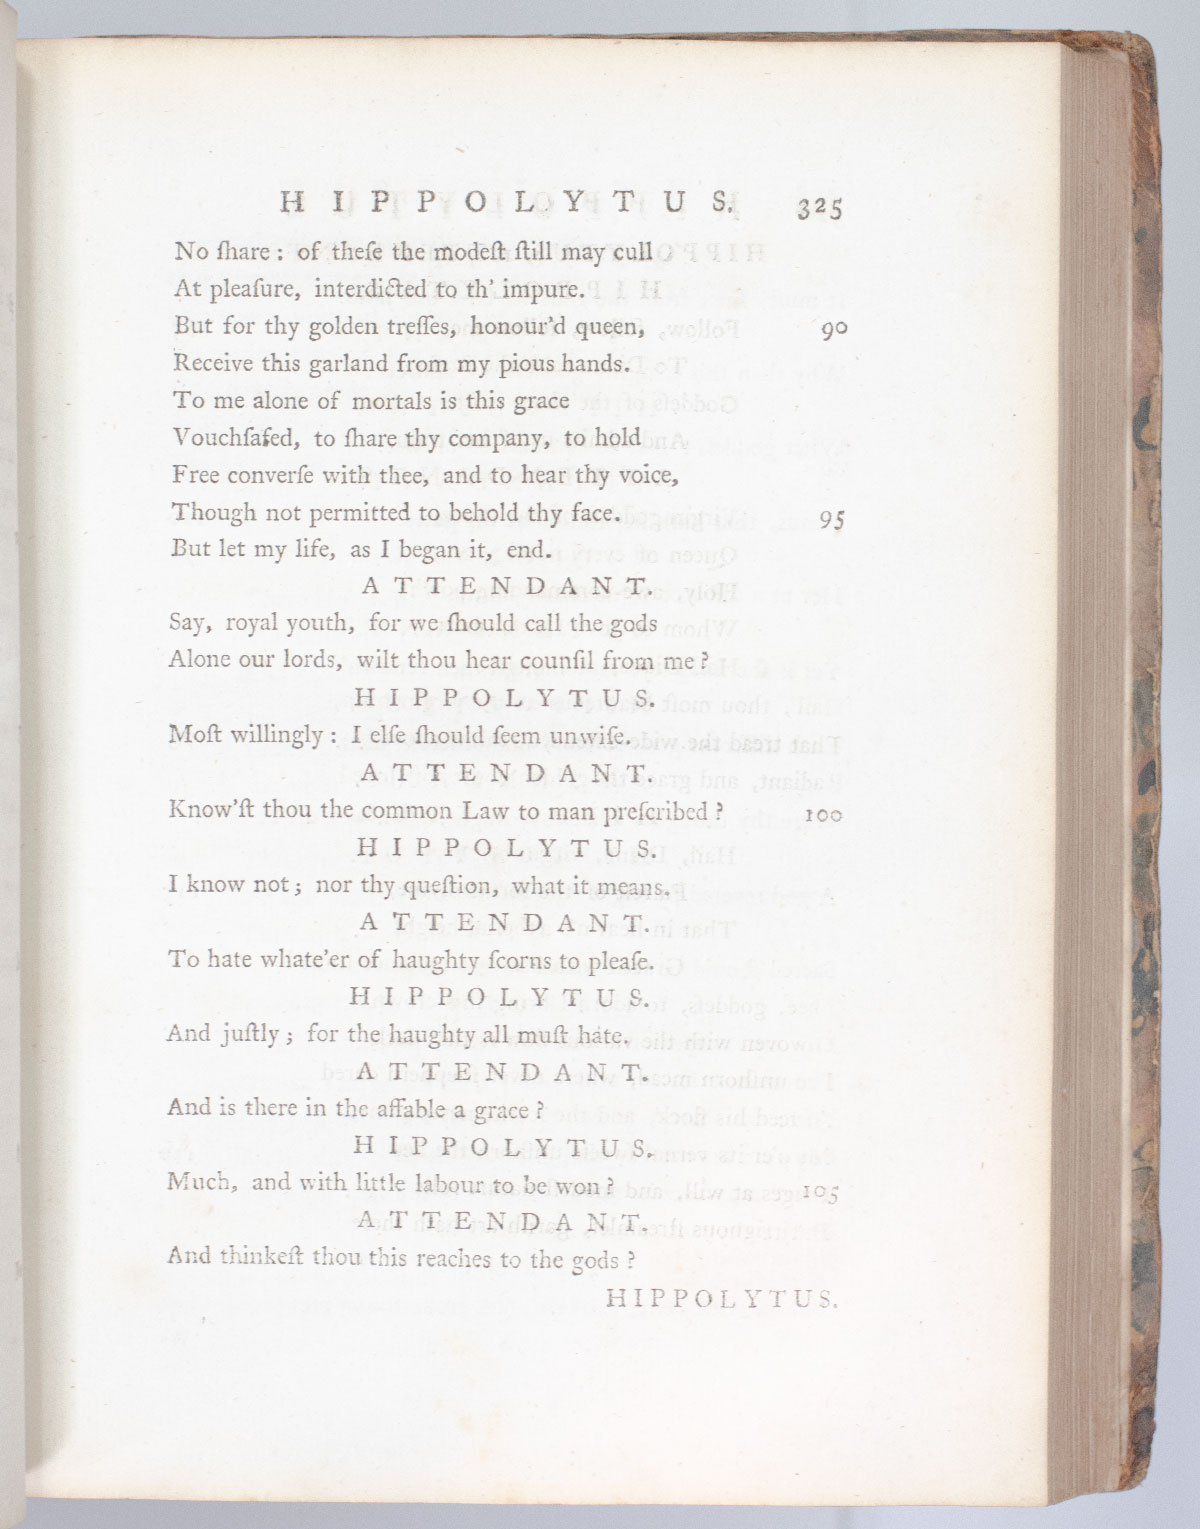 HIPPOLYTUS. 325
No ſhare: of theſe the modeſt ſtill may cull
At pleaſure, interdicted to th' impure.
But for thy golden treſſes, honour'd queen, 90
Receive this garland from my pious hands.
To me alone of mortals is this grace
Vouchſafed, to ſhare thy company, to hold
Free converſe with thee, and to hear thy voice,
Though not permitted to behold thy face. 95
But let my life, as I began it, end.
ATTENDANT.
Say, royal youth, for we ſhould call the gods
Alone our lords, wilt thou hear counſil from me?
HIPPOLYTUS.
Moſt willingly: I elſe ſhould ſeem unwiſe.
ATTENDANT.
Know'ſt thou the common Law to man preſcribed? 100
HIPPOLYTUS.
I know not; nor thy queſtion, what it means.
ATTENDANT.
To hate whate'er of haughty ſcorns to pleaſe.
HIPPOLYTUS.
And juſtly; for the haughty all muſt hate.
ATTENDANT.
And is there in the affable a grace?
HIPPOLYTUS.
Much, and with little labour to be won? 105
ATTENDANT.
And thinkeſt thou this reaches to the gods?
HIPPOLYTUS.